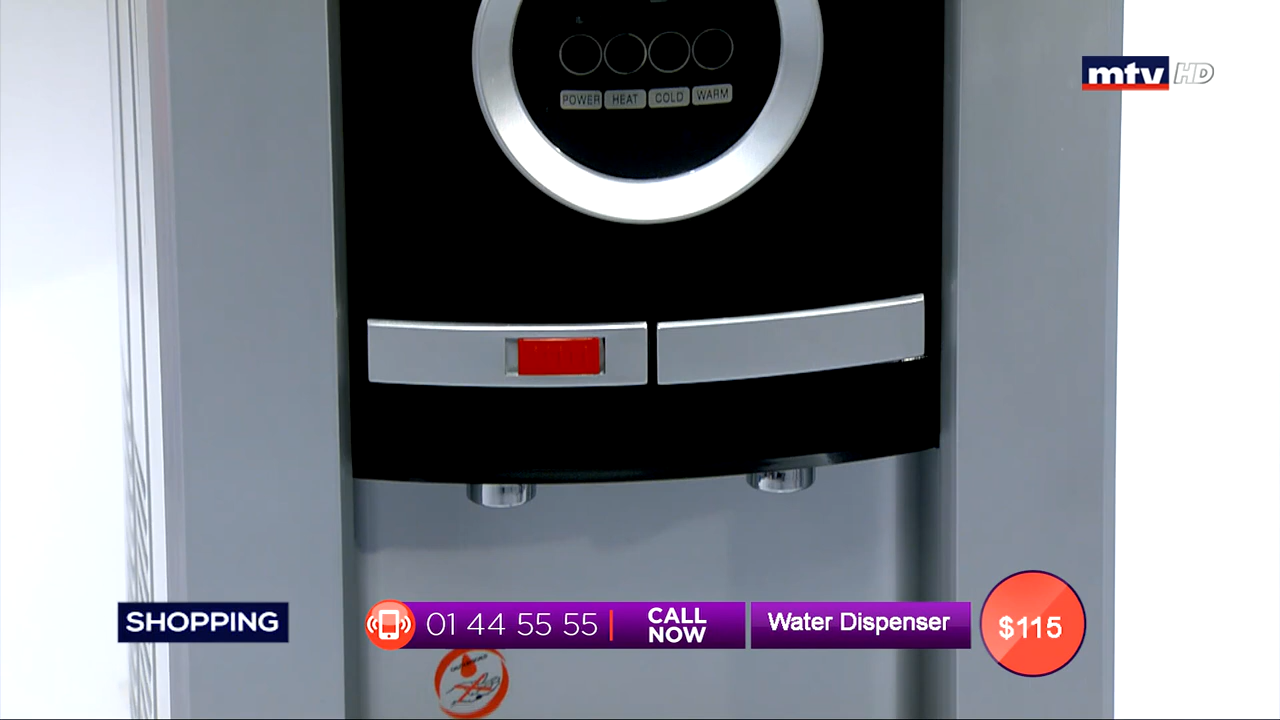 mtv HD
POWER HEAT COLD WARM
SHOPPING
01 44 55 55
CALL
NOW
Water Dispenser
$115